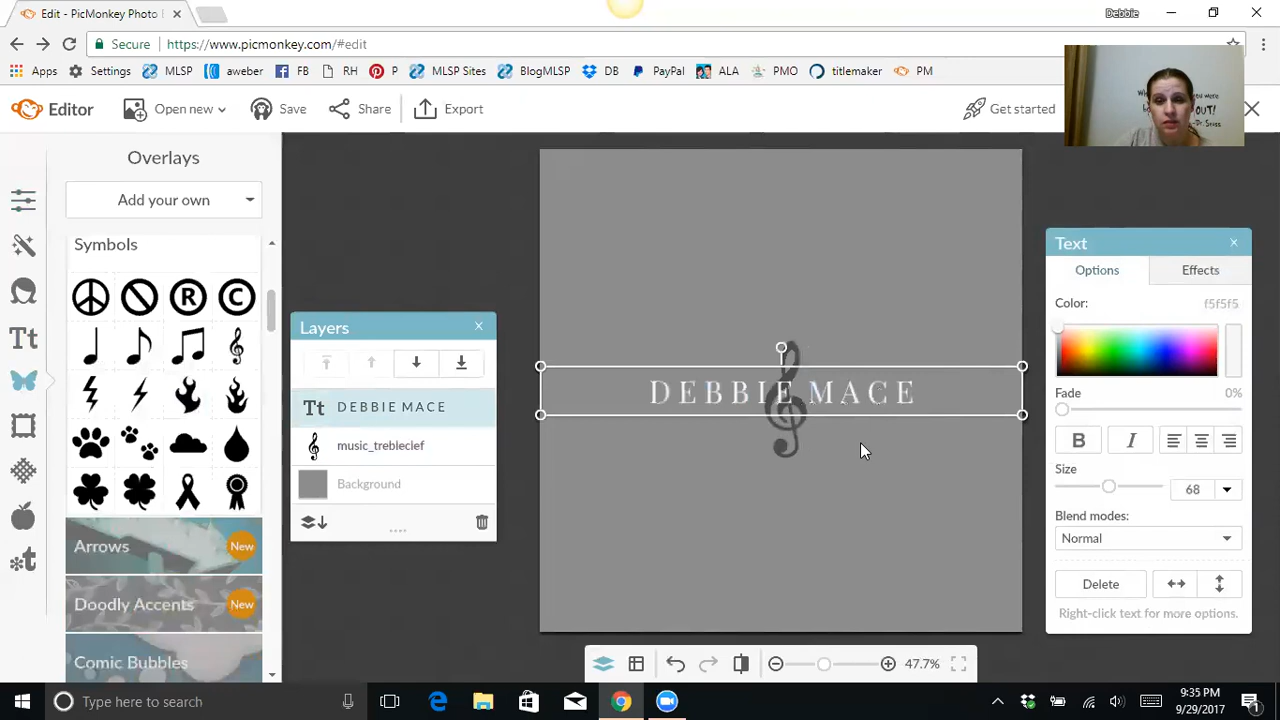 Edit - PicMonkey Photo E
Debbie
Secure
https://www.picmonkey.com/#edit
Apps
Settings
MLSP
aweber
FB
RH
P
MLSP Sites
BlogMLSP
DB
PayPal
ALA
PMO
titlemaker
PM
Editor
Open new
Save
Share
Export
Get started
OUT!
-Dr. Seuss
Overlays
Add your own
Symbols
R
C
Arrows
New
Doodly Accents
New
Comic Bubbles
Layers
Tt
DEBBIE MACE
music_trebleclef
Background
DEBBIE MACE
Text
Options
Effects
Color:
f5f5f5
Fade
0%
B
I
Size
68
Blend modes:
Normal
Delete
Right-click text for more options.
47.7%
Type here to search
9:35 PM
9/29/2017